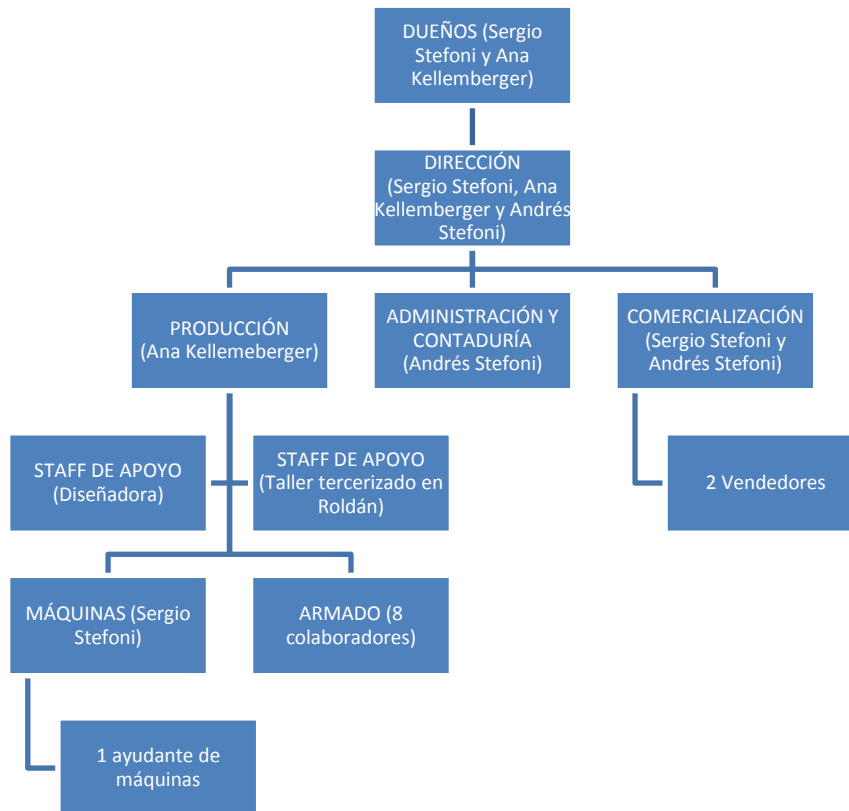 DUEÑOS (Sergio
Stefoni y Ana
Kellemberger)
DIRECCIÓN
(Sergio Stefoni, Ana
Kellemberger y Andrés
Stefoni)
PRODUCCIÓN
(Ana Kellemeberger)
ADMINISTRACIÓN Y
CONTADURÍA
(Andrés Stefoni)
COMERCIALIZACIÓN
(Sergio Stefoni y
Andrés Stefoni)
STAFF DE APOYO
(Diseñadora)
STAFF DE APOYO
(Taller tercerizado en
Roldán)
2 Vendedores
MÁQUINAS (Sergio
Stefoni)
ARMADO (8
colaboradores)
1 ayudante de
máquinas